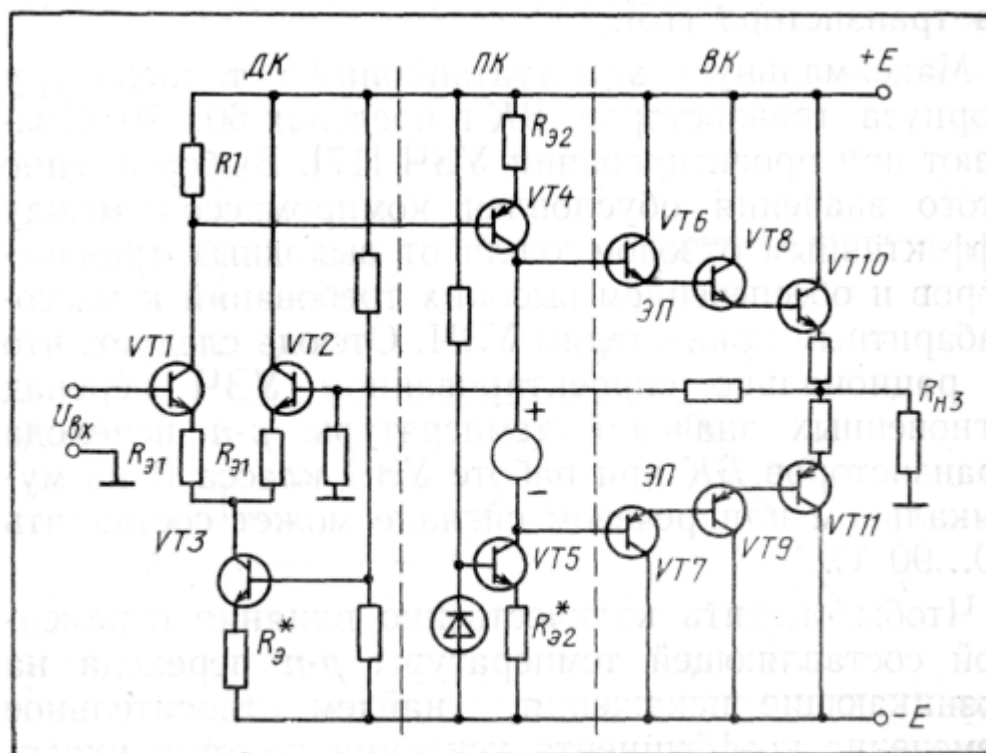 ДК ПК ВК +E
R1 Rэ2
VT4 VT6
VT8
VT10
ЭП
VT1 VT2
Uвх
Rэ1 Rэ1 + Rн3
–
ЭП
VT3 VT5 VT7 VT9 VT11
Rэ* Rэ2*
–E